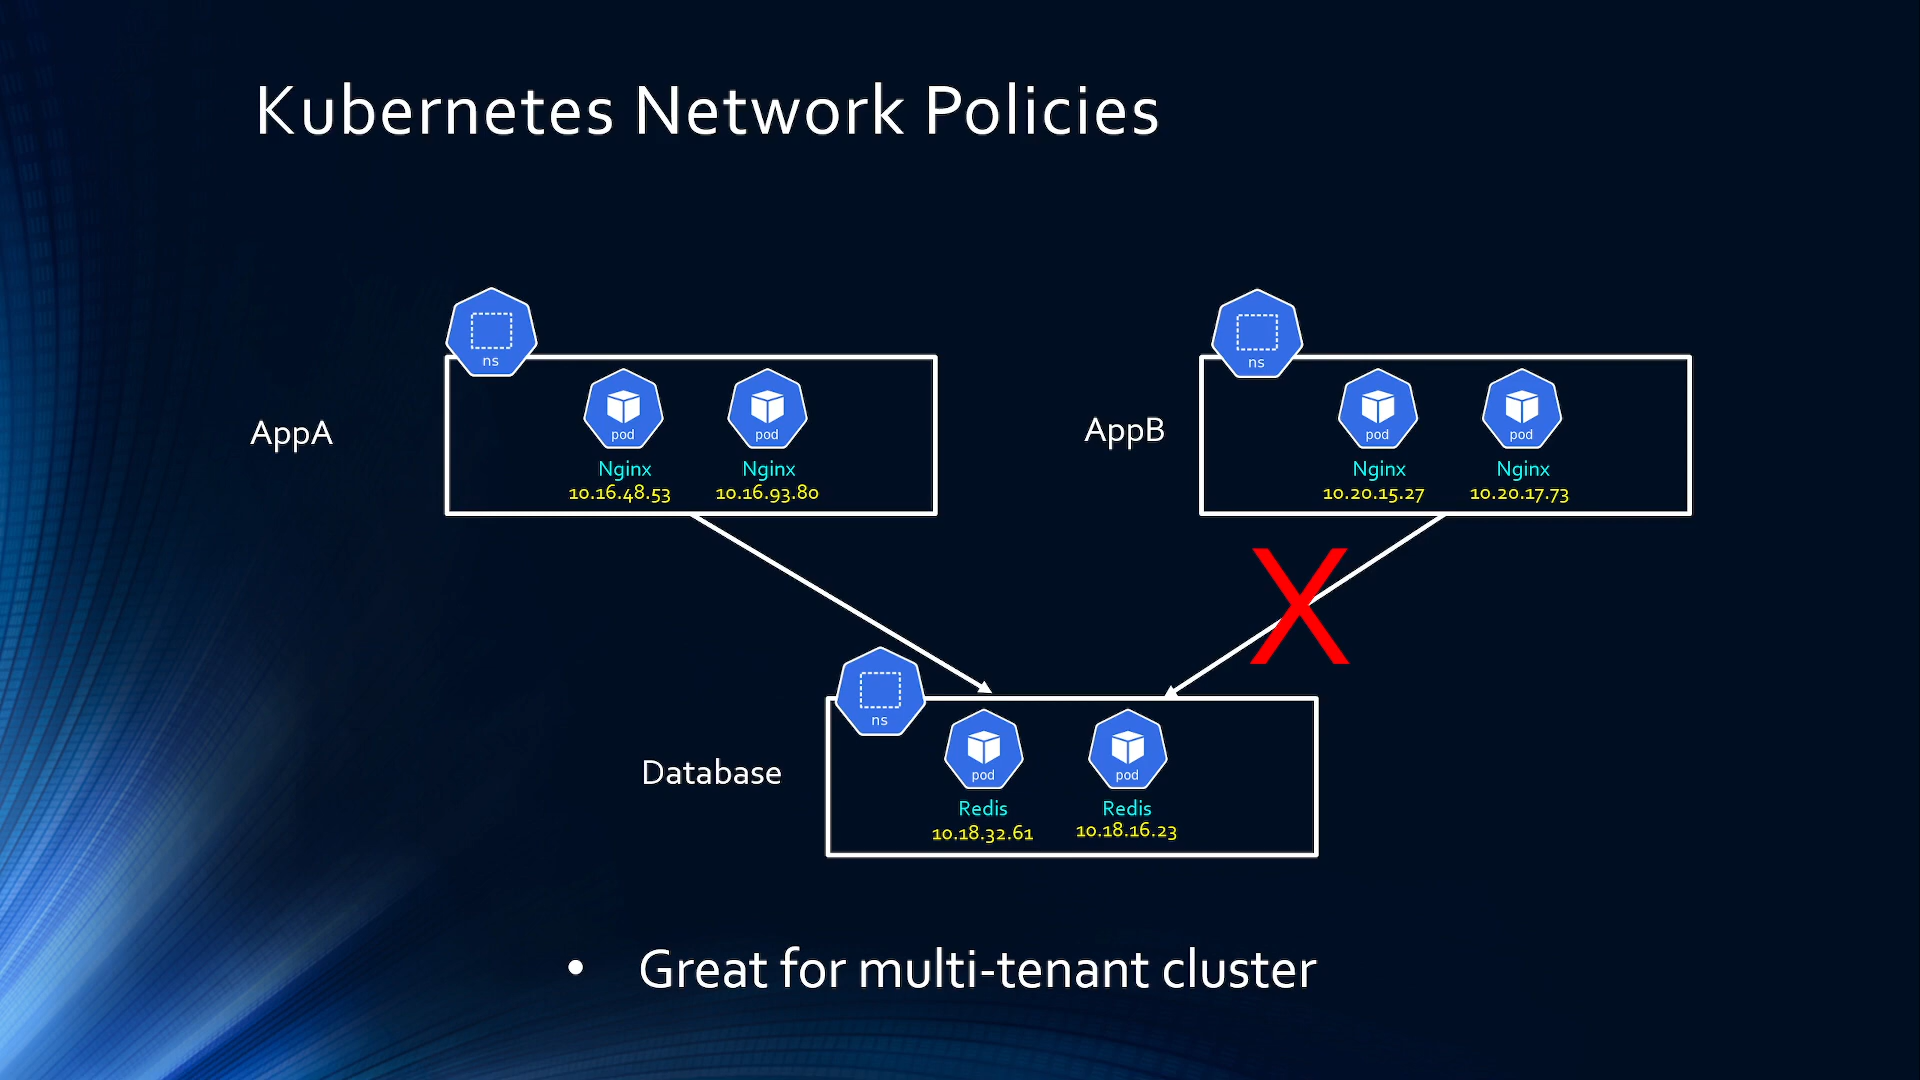 Kubernetes Network Policies
ns
ns
pod
pod
pod
pod
AppA
AppB
Nginx
Nginx
Nginx
Nginx
10.16.48.53
10.16.93.80
10.20.15.27
10.20.17.73
X
ns
pod
pod
Database
Redis
Redis
10.18.32.61
10.18.16.23
• Great for multi-tenant cluster